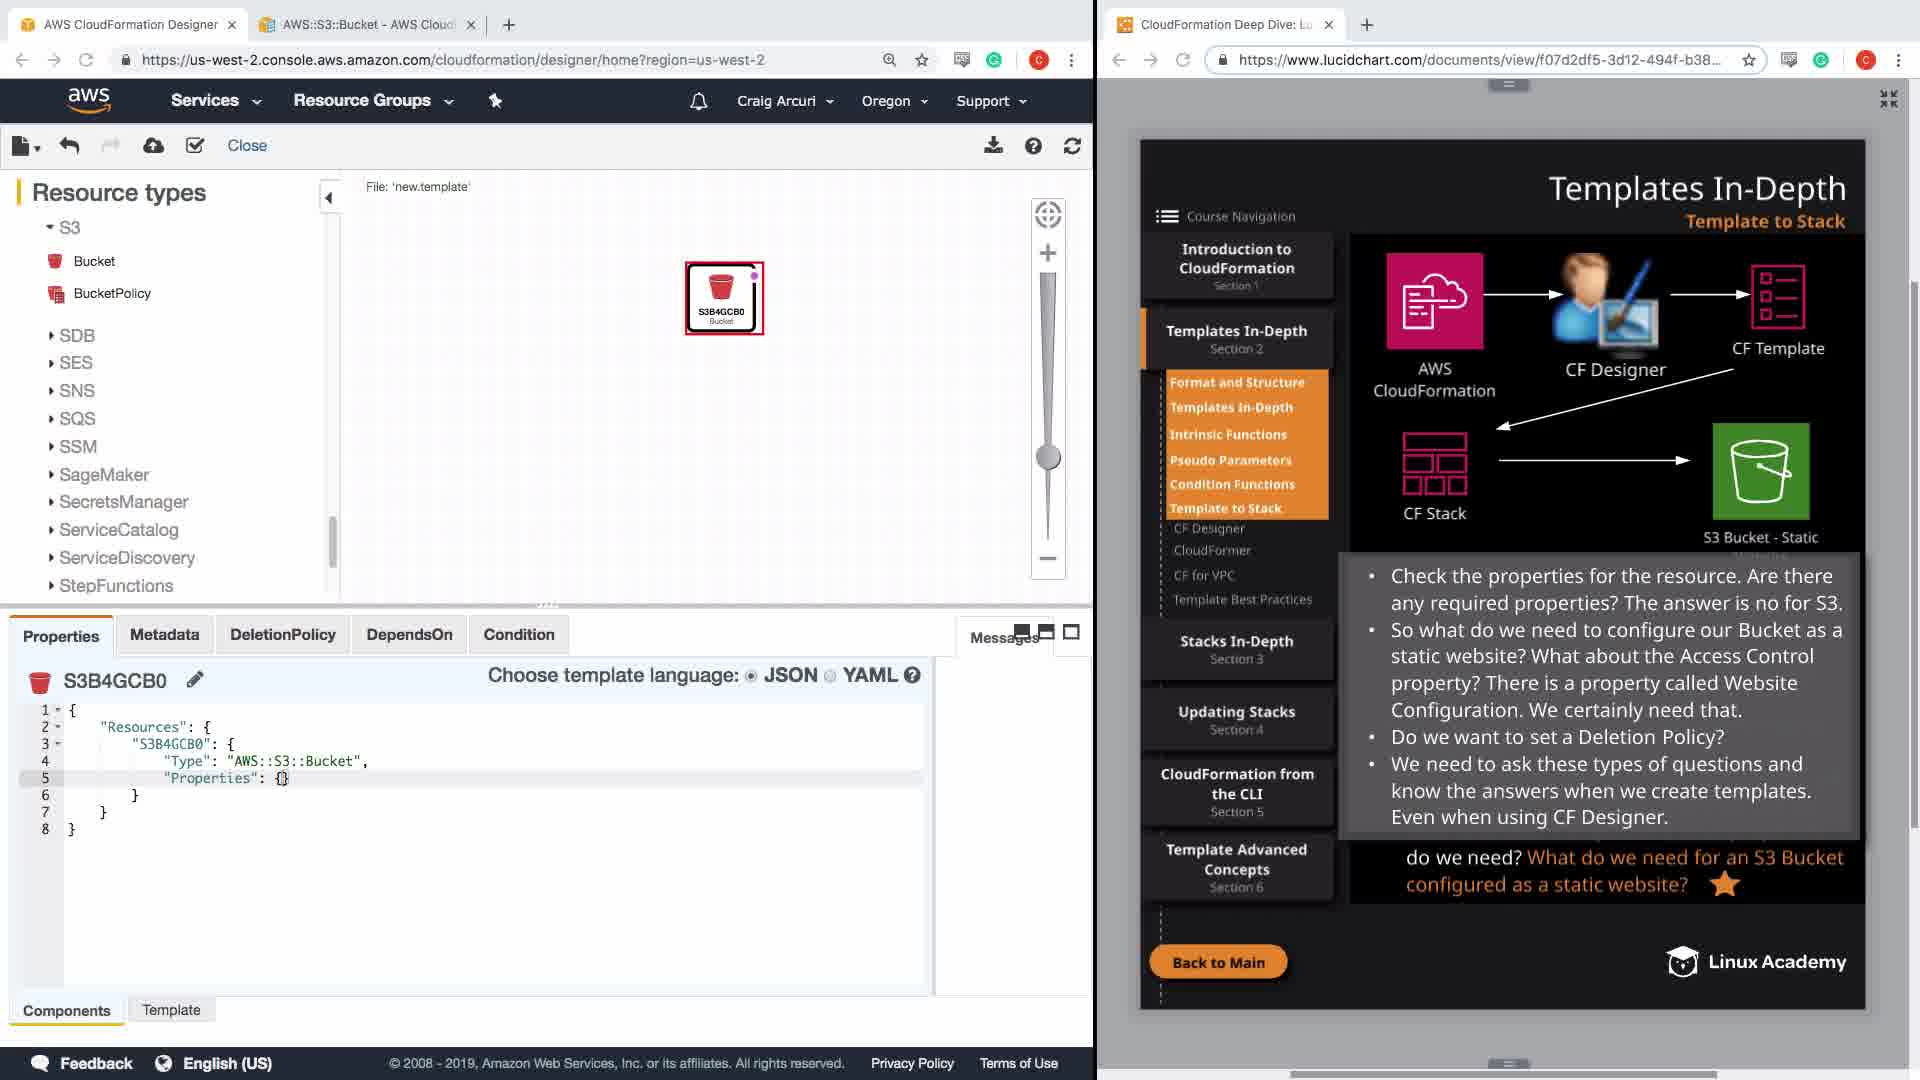 AWS CloudFormation Designer
AWS::S3::Bucket - AWS Cloud
https://us-west-2.console.aws.amazon.com/cloudformation/designer/home?region=us-west-2
aws
Services
Resource Groups
Craig Arcuri
Oregon
Support
Close
Resource types
S3
Bucket
BucketPolicy
SDB
SES
SNS
SQS
SSM
SageMaker
SecretsManager
ServiceCatalog
ServiceDiscovery
StepFunctions
File: 'new.template'
S3B4GCB0
Bucket
Properties
Metadata
DeletionPolicy
DependsOn
Condition
Messages
S3B4GCB0
Choose template language: JSON YAML
1 {
2 "Resources": {
3 "S3B4GCB0": {
4 "Type": "AWS::S3::Bucket",
5 "Properties": {}
6 }
7 }
8 }
Components
Template
Feedback
English (US)
© 2008 - 2019, Amazon Web Services, Inc. or its affiliates. All rights reserved.
Privacy Policy
Terms of Use
CloudFormation Deep Dive: Lu
https://www.lucidchart.com/documents/view/f07d2df5-3d12-494f-b38...
C
C
Templates In-Depth
Template to Stack
Course Navigation
Introduction to
CloudFormation
Section 1
Templates In-Depth
Section 2
Format and Structure
Templates In-Depth
Intrinsic Functions
Pseudo Parameters
Condition Functions
Template to Stack
CF Designer
CloudFormer
CF for VPC
Template Best Practices
Stacks In-Depth
Section 3
Updating Stacks
Section 4
CloudFormation from
the CLI
Section 5
Template Advanced
Concepts
Section 6
Back to Main
AWS
CloudFormation
CF Designer
CF Template
CF Stack
S3 Bucket - Static
• Check the properties for the resource. Are there
any required properties? The answer is no for S3.
• So what do we need to configure our Bucket as a
static website? What about the Access Control
property? There is a property called Website
Configuration. We certainly need that.
• Do we want to set a Deletion Policy?
• We need to ask these types of questions and
know the answers when we create templates.
Even when using CF Designer.
do we need? What do we need for an S3 Bucket
configured as a static website?
Linux Academy